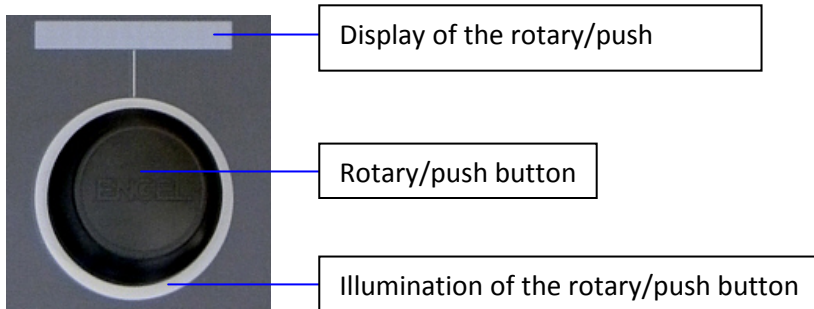 Display of the rotary/push
ENGEL
Rotary/push button
Illumination of the rotary/push button